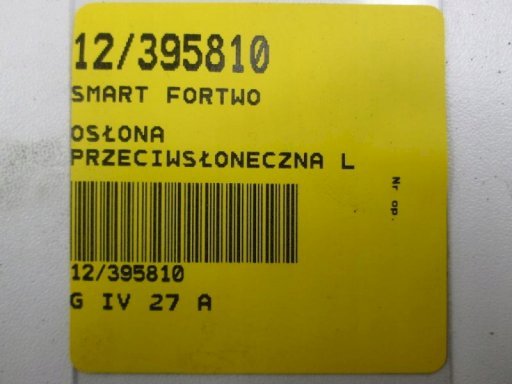 12/395810
SMART FORTWO
OSŁONA
PRZECIWSŁONECZNA L
Nr op.
12/395810
G IV 27 A